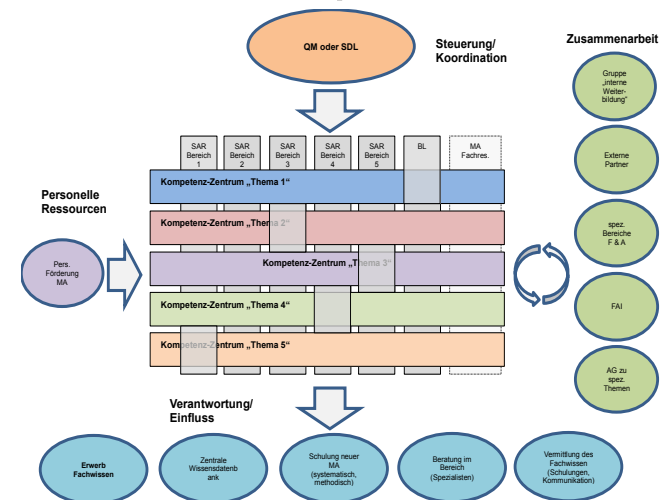 QM oder SDL
Steuerung/
Koordination
Zusammenarbeit
Gruppe
„interne
Weiter-
bildung“
Externe
Partner
spez.
Bereiche
F & A
FAI
AG zu
spez.
Themen
SAR
Bereich
1
SAR
Bereich
2
SAR
Bereich
3
SAR
Bereich
4
SAR
Bereich
5
BL
MA
Fachres.
Kompetenz-Zentrum „Thema 1“
Kompetenz-Zentrum „Thema 2“
Kompetenz-Zentrum „Thema 3“
Kompetenz-Zentrum „Thema 4“
Kompetenz-Zentrum „Thema 5“
Personelle
Ressourcen
Pers.
Förderung
MA
Verantwortung/
Einfluss
Erwerb
Fachwissen
Zentrale
Wissensdatenb
ank
Schulung neuer
MA
(systematisch,
methodisch)
Beratung im
Bereich
(Spezialisten)
Vermittlung des
Fachwissen
(Schulungen,
Kommunikation)